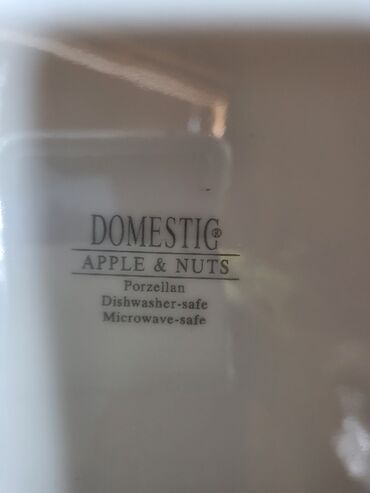 DOMESTIC®
APPLE & NUTS
Porzellan
Dishwasher-safe
Microwave-safe